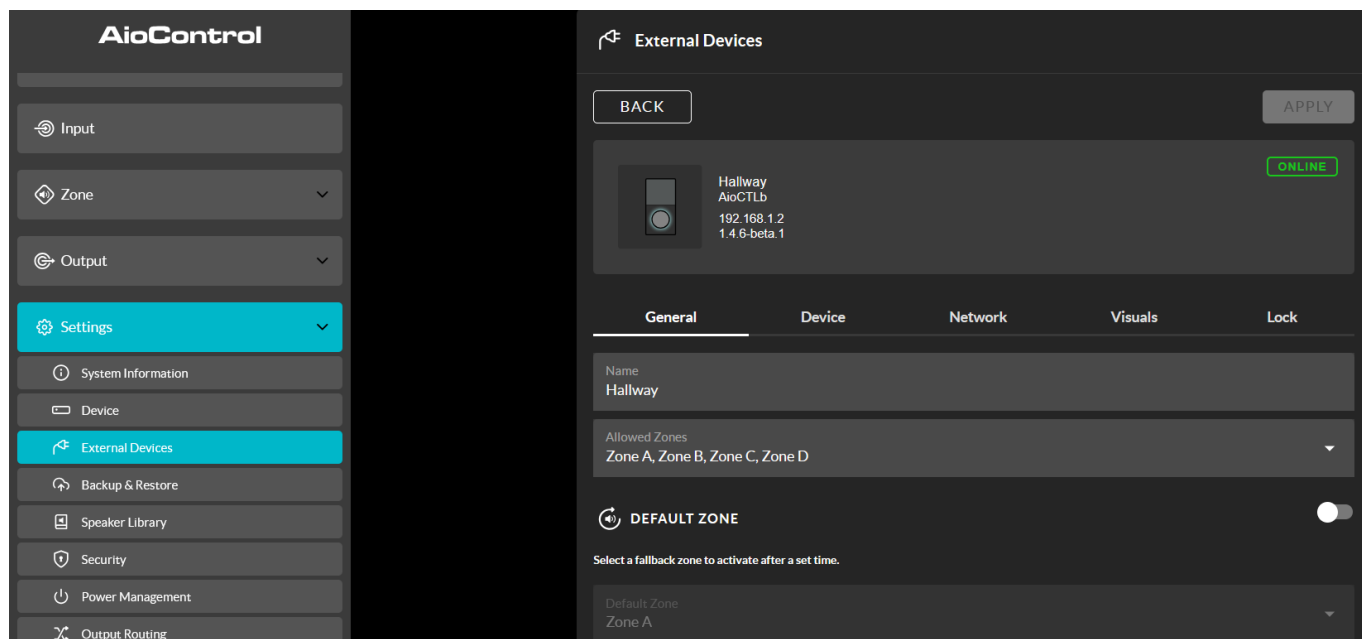 AioControl
Input
Zone
Output
Settings
System Information
Device
External Devices
Backup & Restore
Speaker Library
Security
Power Management
Output Routing
External Devices
BACK
APPLY
Hallway
AioCTLb
192.168.1.2
1.4.6-beta.1
ONLINE
General
Device
Network
Visuals
Lock
Name
Hallway
Allowed Zones
Zone A, Zone B, Zone C, Zone D
DEFAULT ZONE
Select a fallback zone to activate after a set time.
Default Zone
Zone A